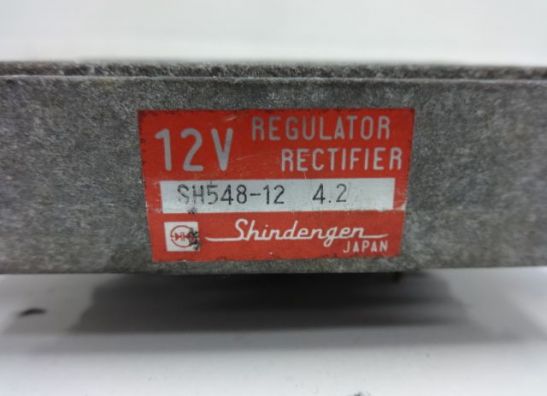 12V REGULATOR
RECTIFIER
SH548-12 4.2
Shindengen
JAPAN